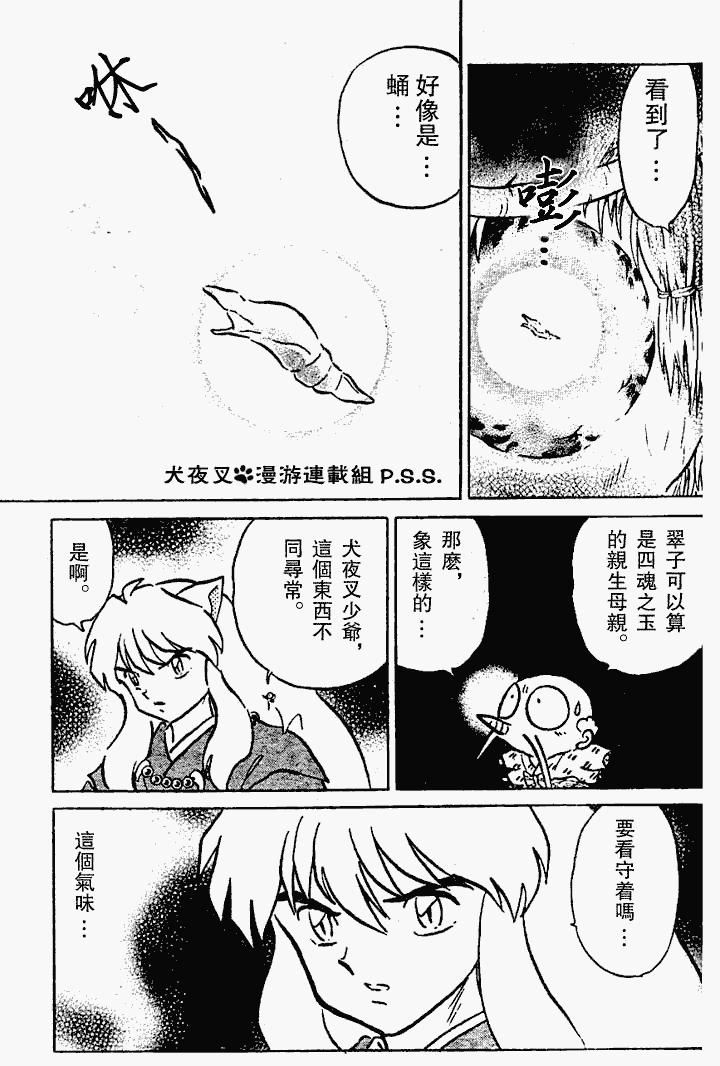 看到了…
嘭…
好像是…
蛹…
咻
犬夜叉漫游連載組 P.S.S.
翠子可以算
是四魂之玉
的親生母親。
那麽，
象這樣的…
犬夜叉少爺，
這個東西不
同尋常。
是啊。
要看守着嗎…
這個氣味…